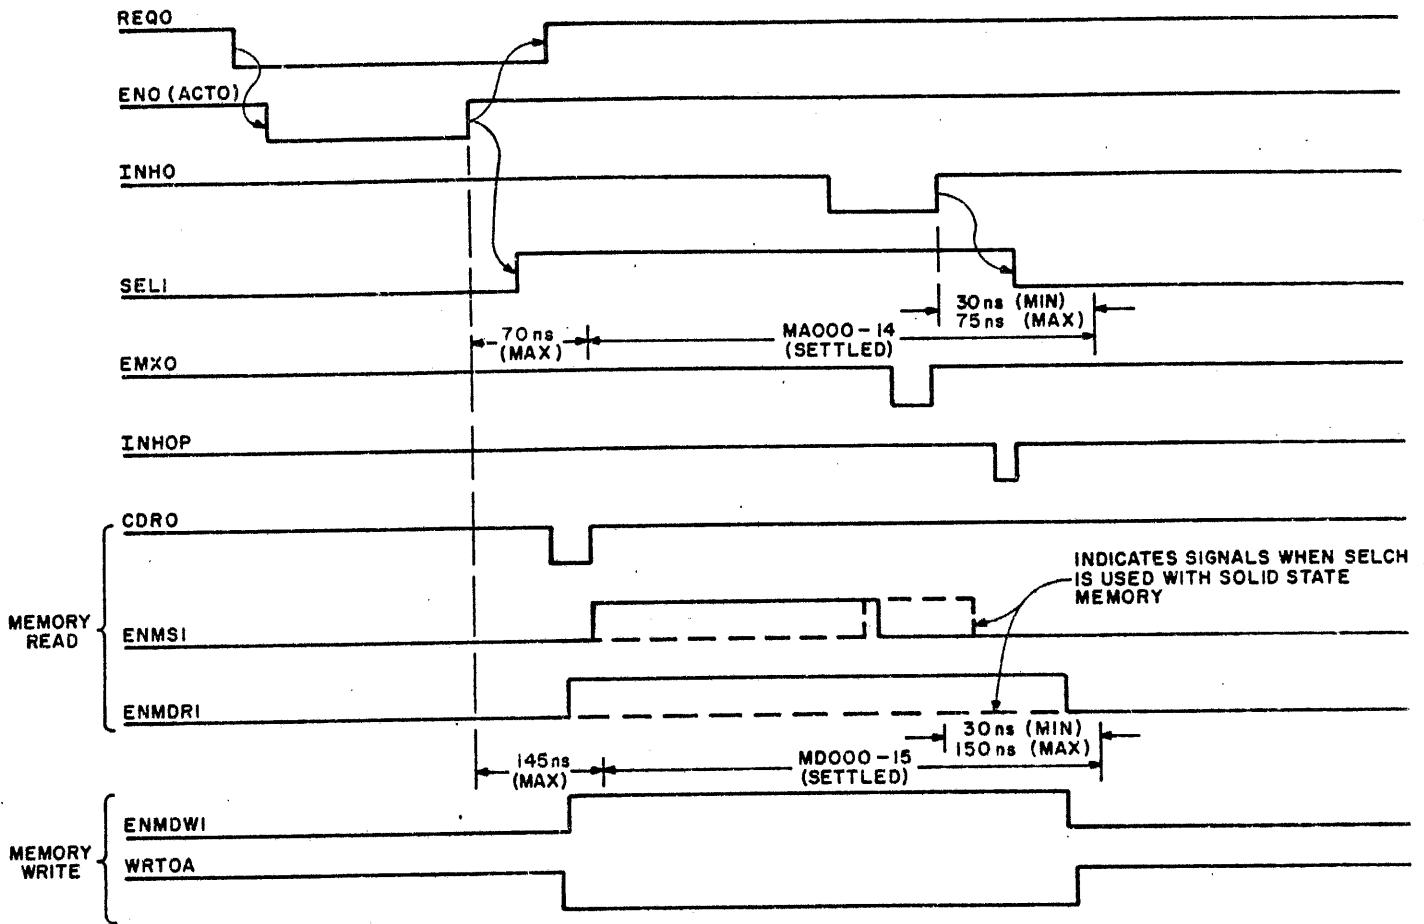 REQ0
EN0 (ACT0)
INH0
SEL1
30ns (MIN)
75ns (MAX)
70ns
(MAX)
MA000-14
(SETTLED)
EMX0
INH0P
CDR0
INDICATES SIGNALS WHEN SELCH
IS USED WITH SOLID STATE
MEMORY
MEMORY
READ
ENMS1
ENMDR1
30ns (MIN)
150ns (MAX)
145ns
(MAX)
MD000-15
(SETTLED)
ENMDW1
MEMORY
WRITE
WRT0A